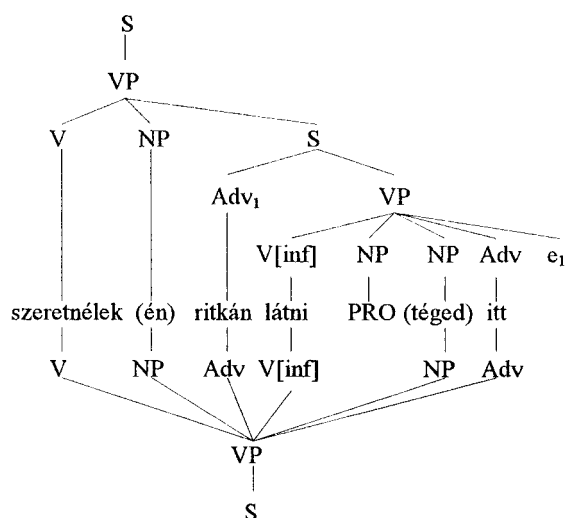 S
VP
V NP S
Adv₁ VP
V[inf] NP NP Adv e₁
szeretnélek (én) ritkán látni PRO (téged) itt
V NP Adv V[inf] NP Adv
VP
S